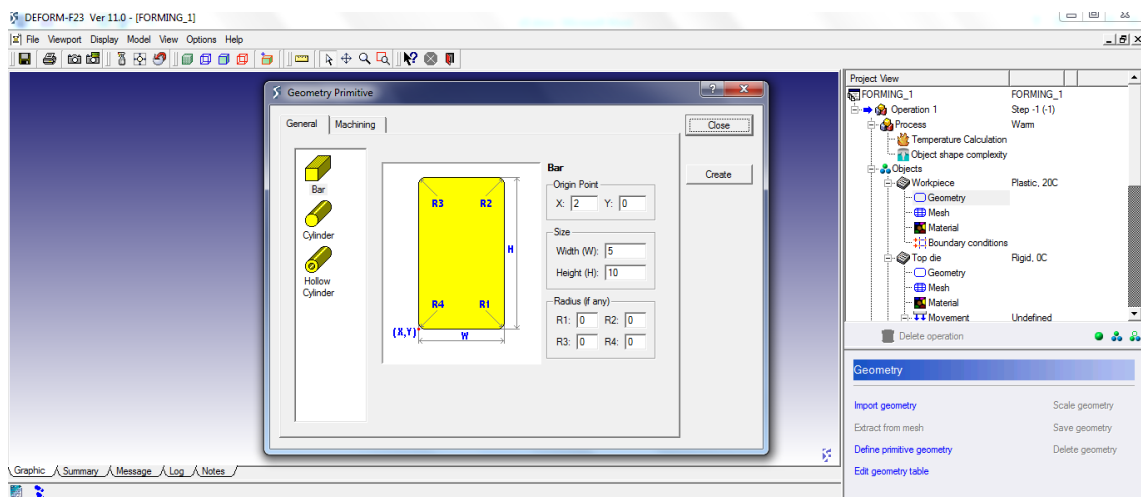 DEFORM-F23 Ver 11.0 - [FORMING_1]
File Viewport Display Model View Options Help
Geometry Primitive
General Machining
Close
Create
Bar
Cylinder
Hollow
Cylinder
R3 R2
H
R4 R1
(X,Y)
W
Bar
Origin Point
X: 2 Y: 0
Size
Width (W): 5
Height (H): 10
Radius (if any)
R1: 0 R2: 0
R3: 0 R4: 0
Project View
FORMING_1 FORMING_1
Operation 1 Step -1 (-1)
Process Warm
Temperature Calculation
Object shape complexity
Objects
Workpiece Plastic, 20C
Geometry
Mesh
Material
Boundary conditions
Top die Rigid, 0C
Geometry
Mesh
Material
Movement Undefined
Delete operation
Geometry
Import geometry Scale geometry
Extract from mesh Save geometry
Define primitive geometry Delete geometry
Edit geometry table
Graphic Summary Message Log Notes